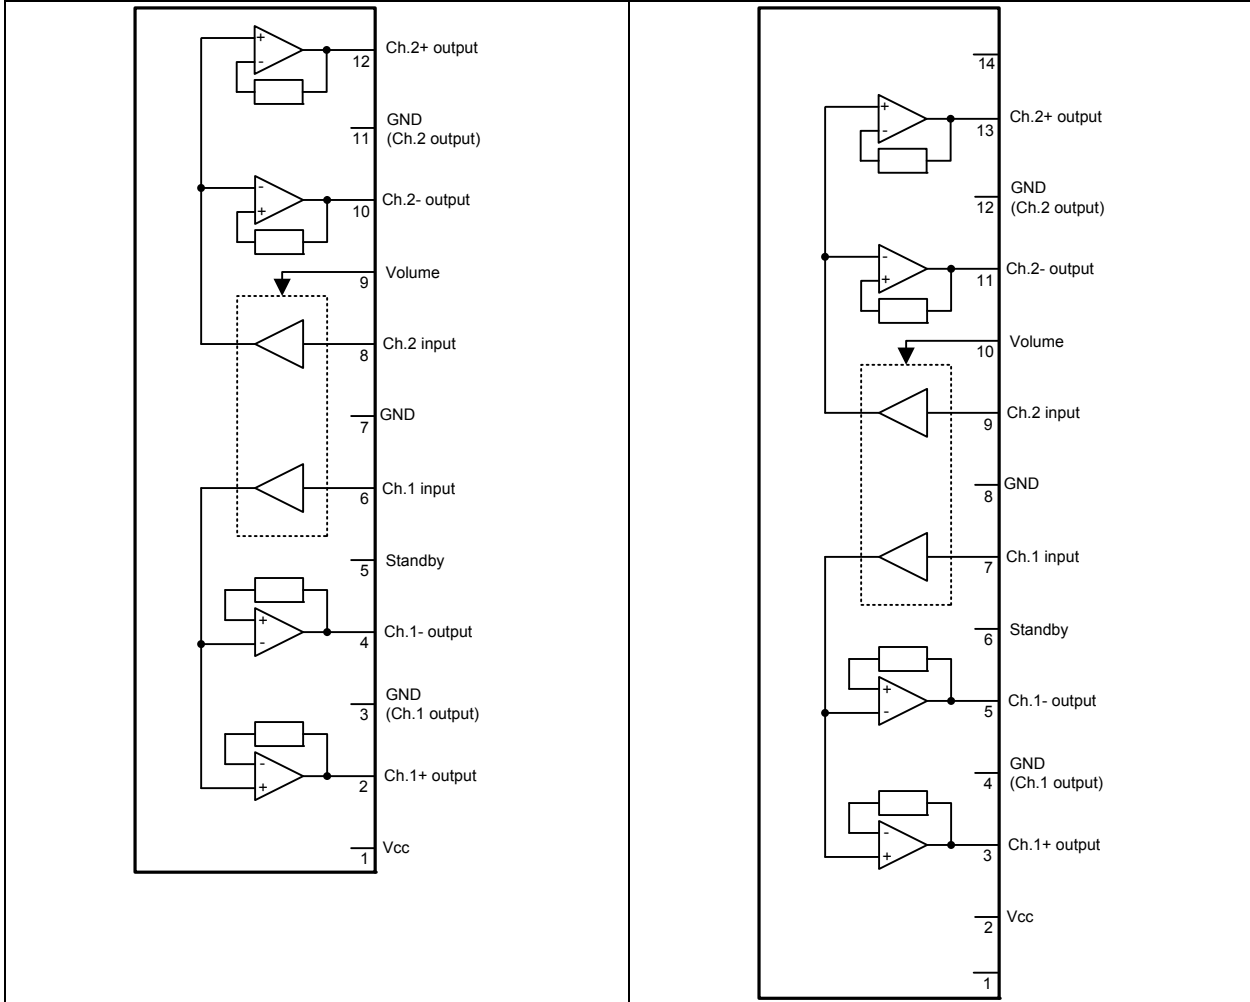 +
-
Ch.2+ output
12
GND
11
(Ch.2 output)
-
+
Ch.2- output
10
Volume
9
Ch.2 input
8
GND
7
Ch.1 input
6
Standby
5
+
-
Ch.1- output
4
GND
3
(Ch.1 output)
-
+
Ch.1+ output
2
Vcc
1
14
+
-
Ch.2+ output
13
GND
12
(Ch.2 output)
-
+
Ch.2- output
11
Volume
10
Ch.2 input
9
GND
8
Ch.1 input
7
Standby
6
+
-
Ch.1- output
5
GND
4
(Ch.1 output)
-
+
Ch.1+ output
3
Vcc
2
1